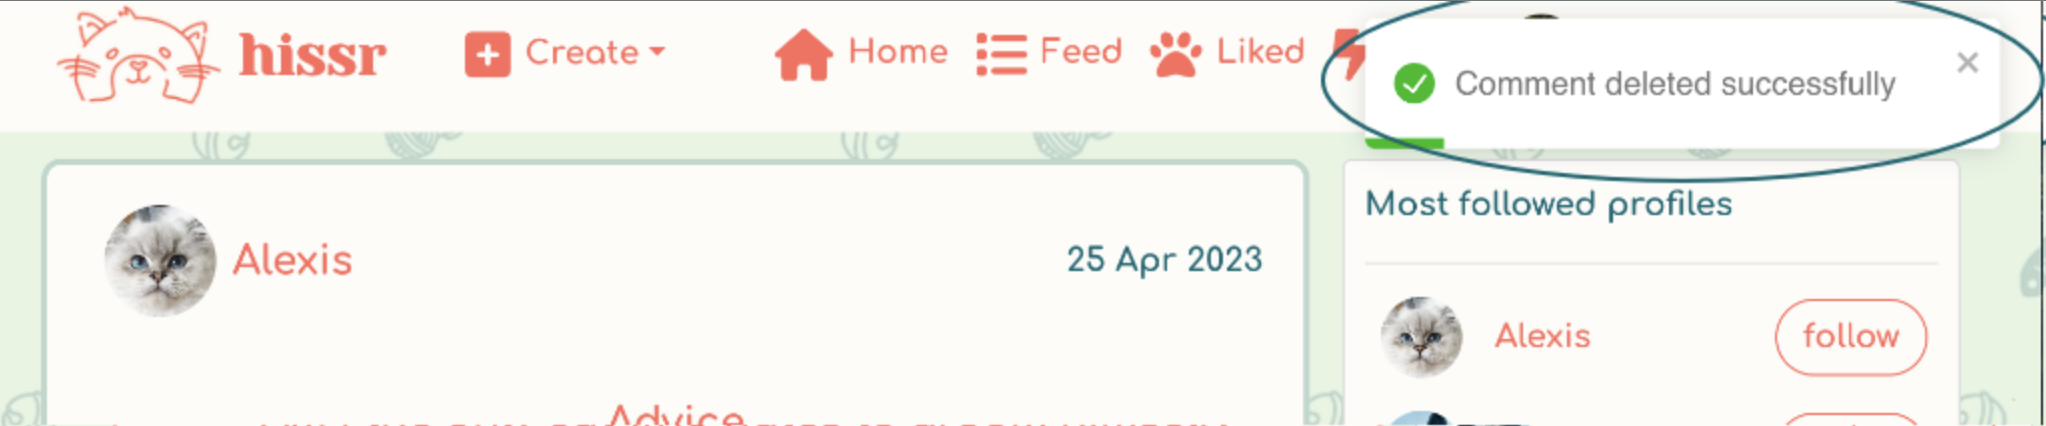 hissr
Create
Home
Feed
Liked
Comment deleted successfully
Alexis
25 Apr 2023
Advice
Most followed profiles
Alexis
follow